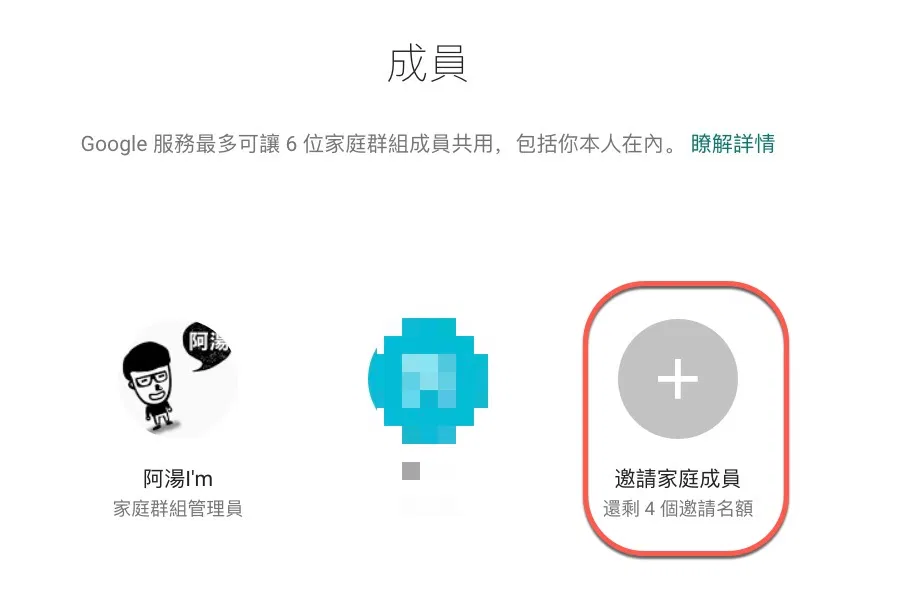 成員
Google 服務最多可讓 6 位家庭群組成員共用，包括你本人在內。 瞭解詳情
阿湯
阿湯I'm
家庭群組管理員
邀請家庭成員
還剩 4 個邀請名額